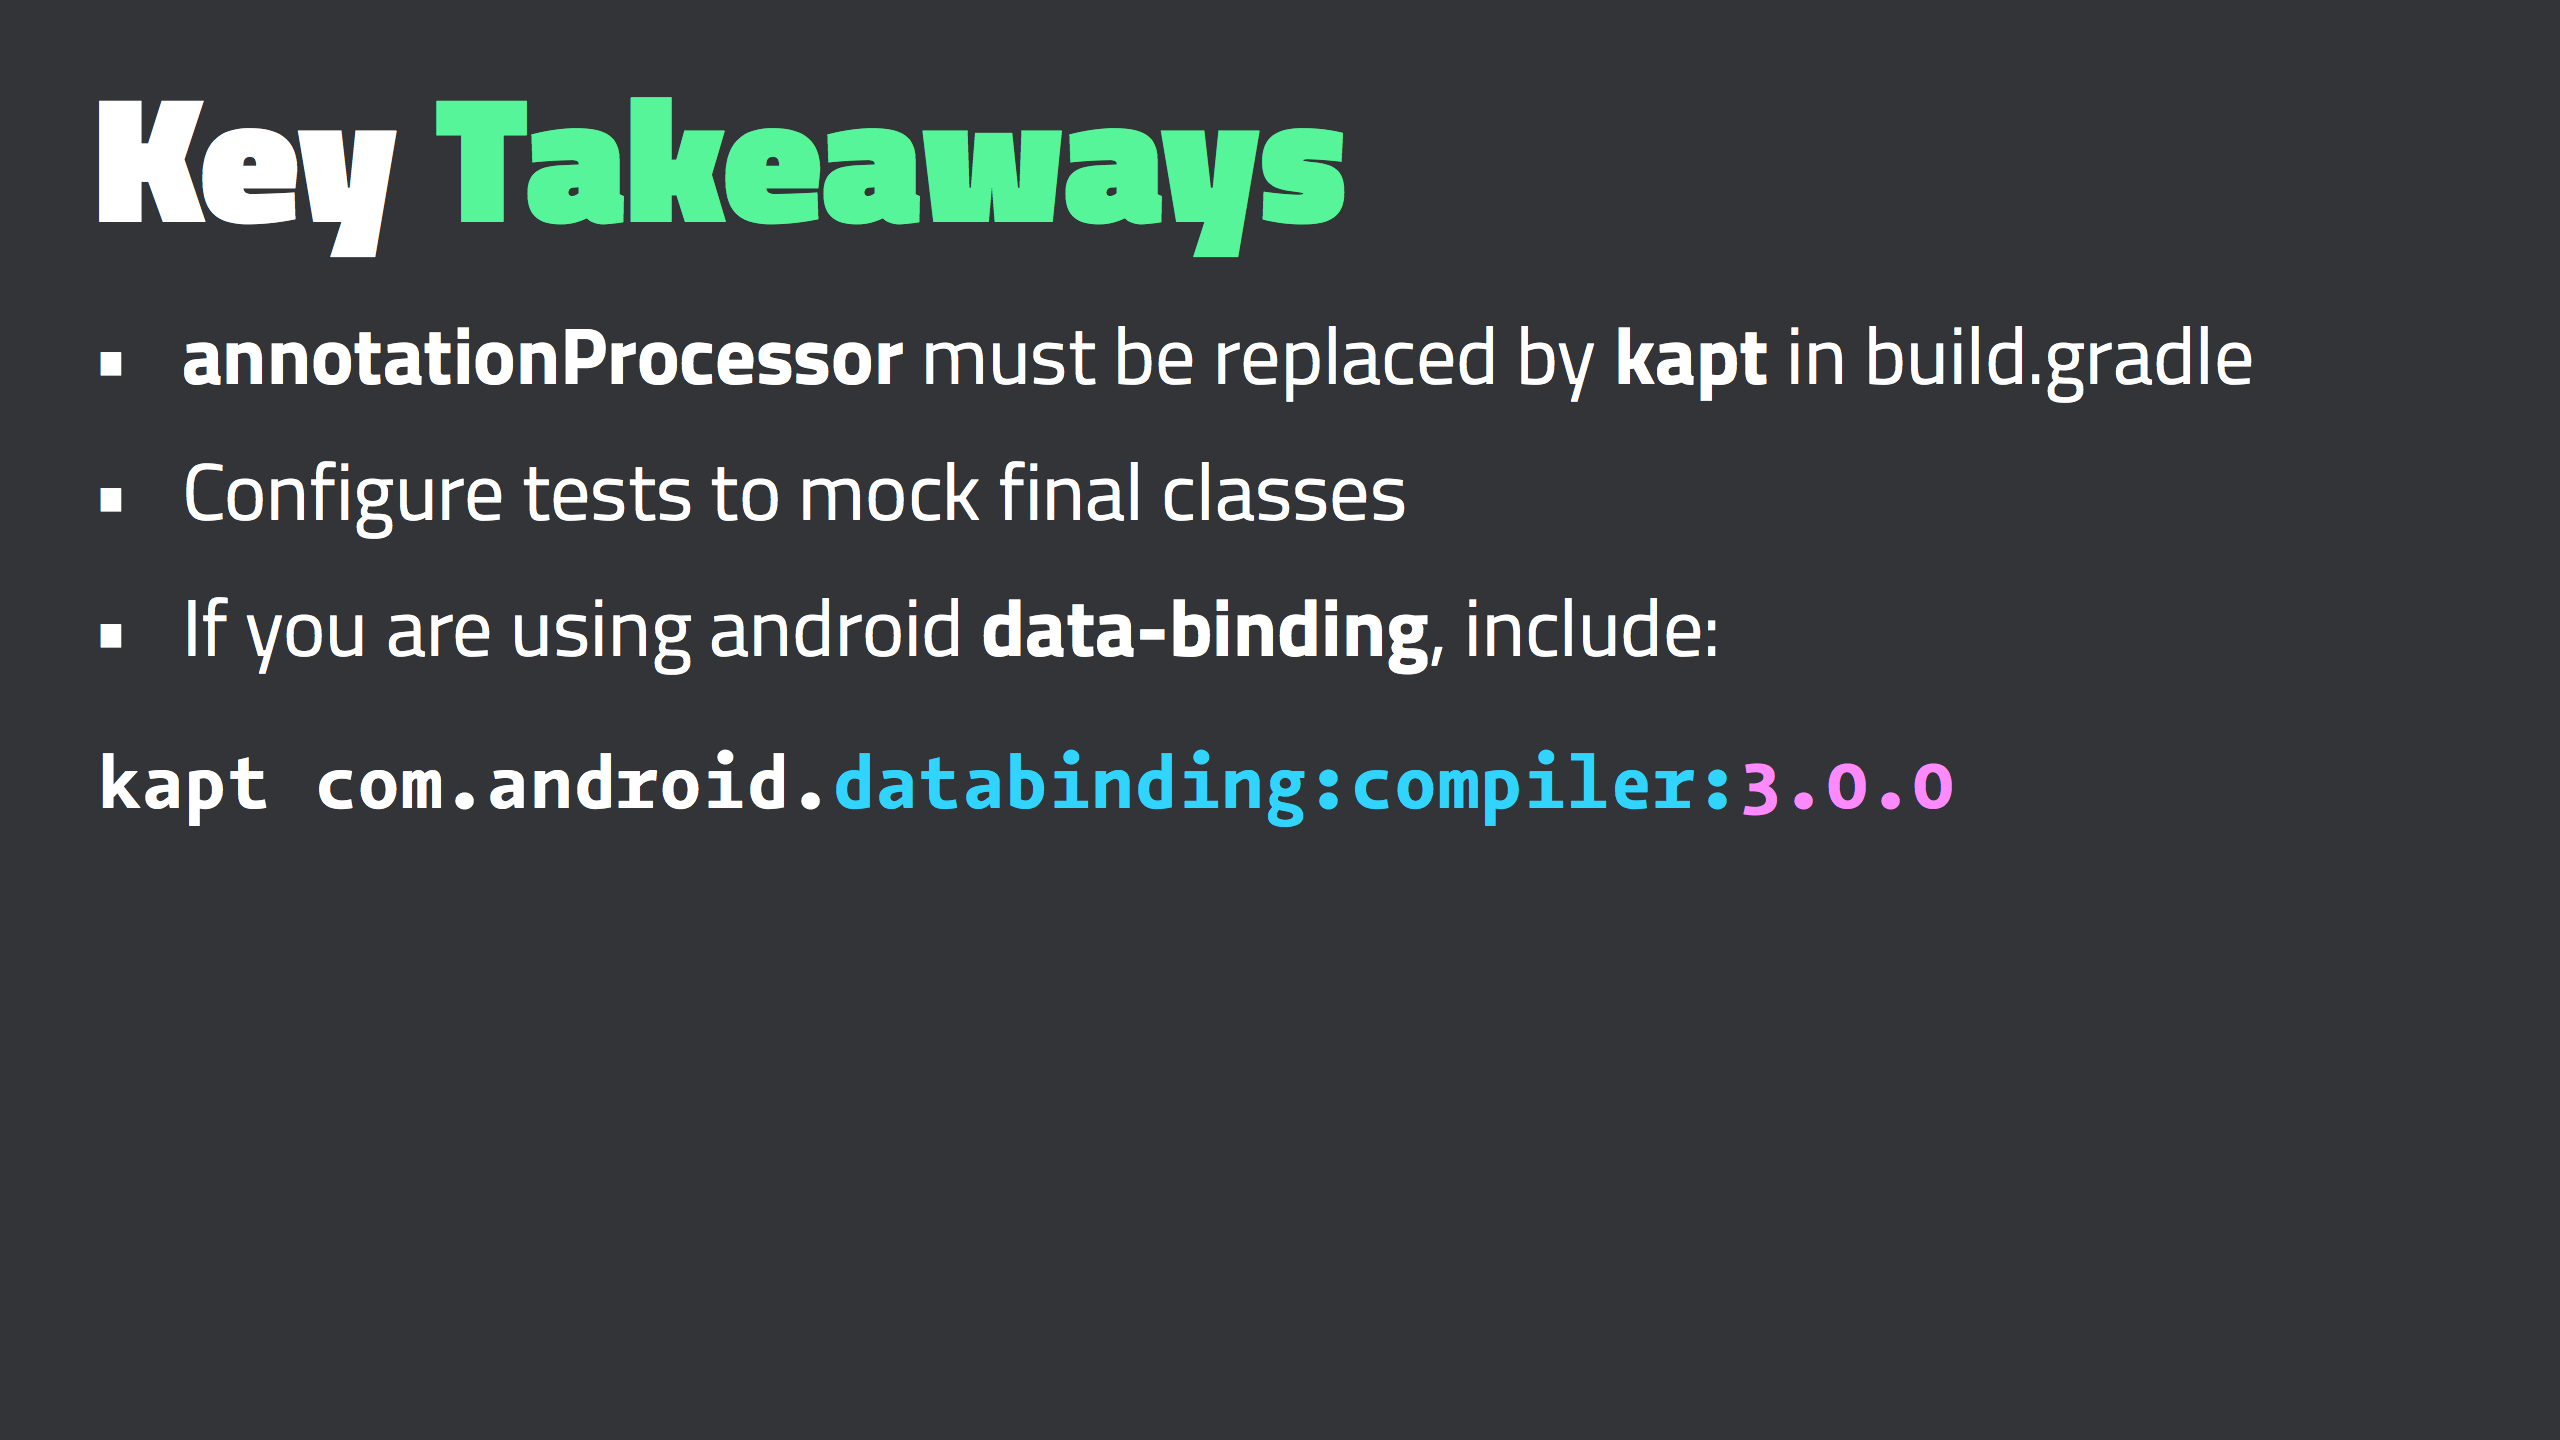 Key Takeaways
▪ annotationProcessor must be replaced by kapt in build.gradle
▪ Configure tests to mock final classes
▪ If you are using android data-binding, include:
kapt com.android.databinding:compiler:3.0.0